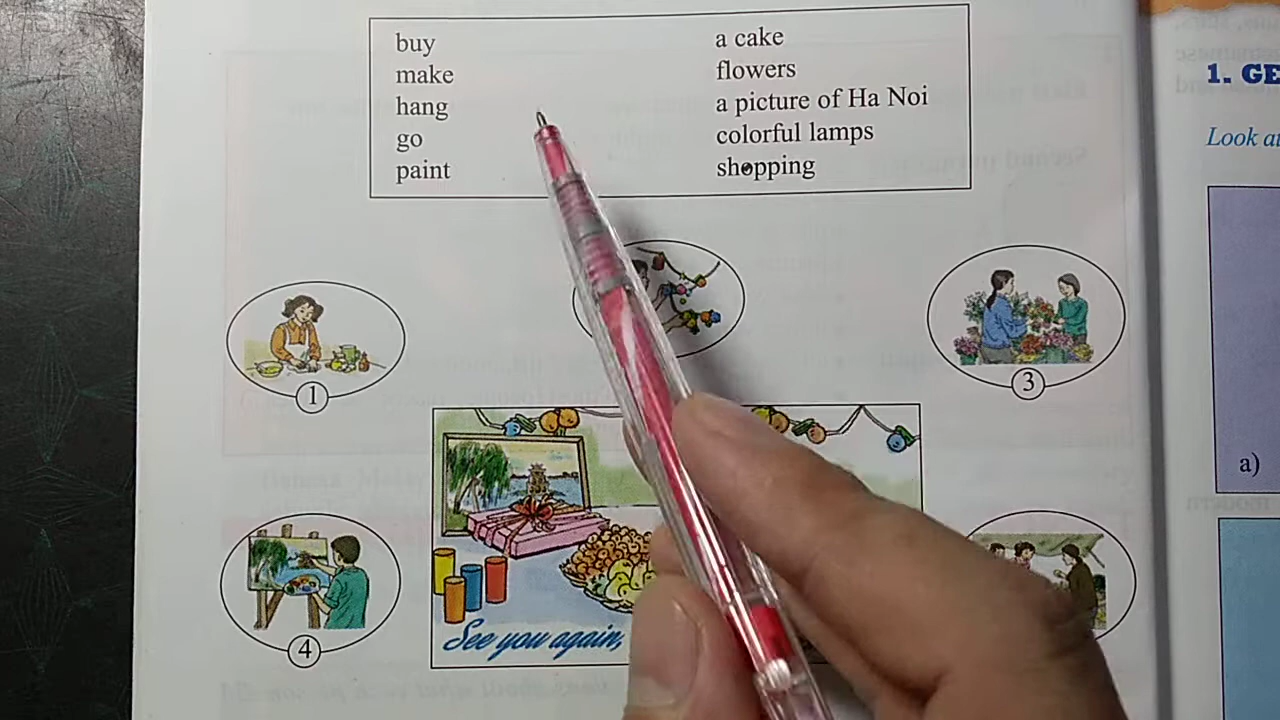 buy
make
hang
go
paint
a cake
flowers
a picture of Ha Noi
colorful lamps
shopping
1. GE
Look at
1
3
a)
4
See you again,